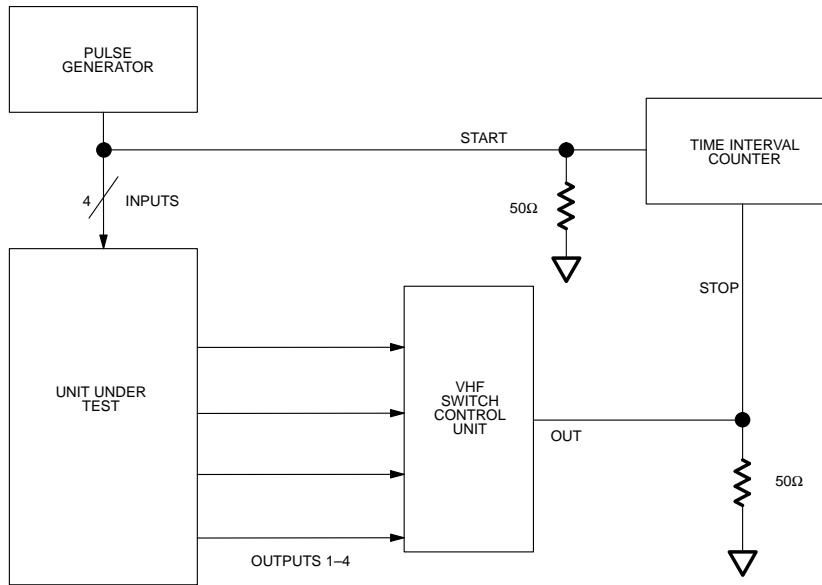 PULSE
GENERATOR
START
TIME INTERVAL
COUNTER
4
INPUTS
50Ω
STOP
UNIT UNDER
TEST
VHF
SWITCH
CONTROL
UNIT
OUT
50Ω
OUTPUTS 1–4